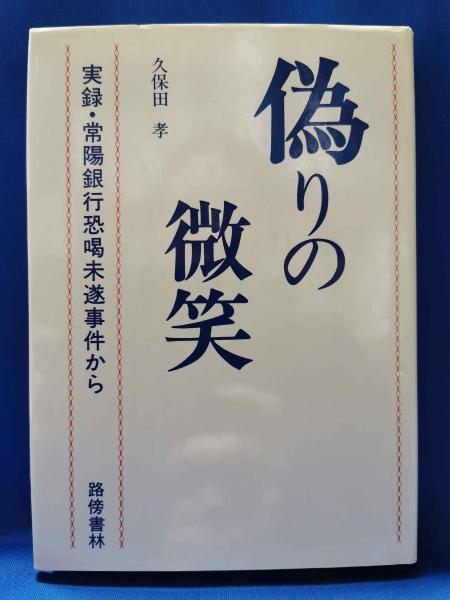 偽りの
微笑
久保田 孝
実録・常陽銀行恐喝未遂事件から
路傍書林